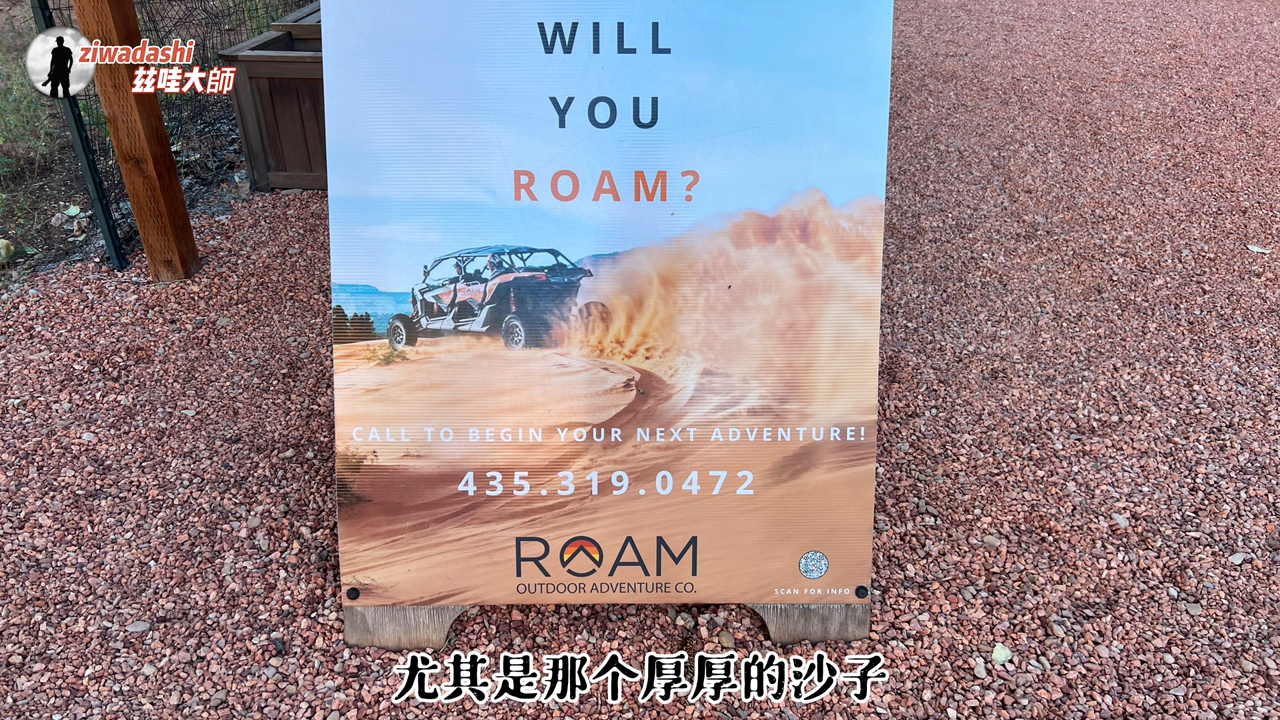 ziwadashi
兹哇大師
WILL
YOU
ROAM?
CALL TO BEGIN YOUR NEXT ADVENTURE!
435.319.0472
ROAM
OUTDOOR ADVENTURE CO.
SCAN FOR INFO
尤其是那个厚厚的沙子